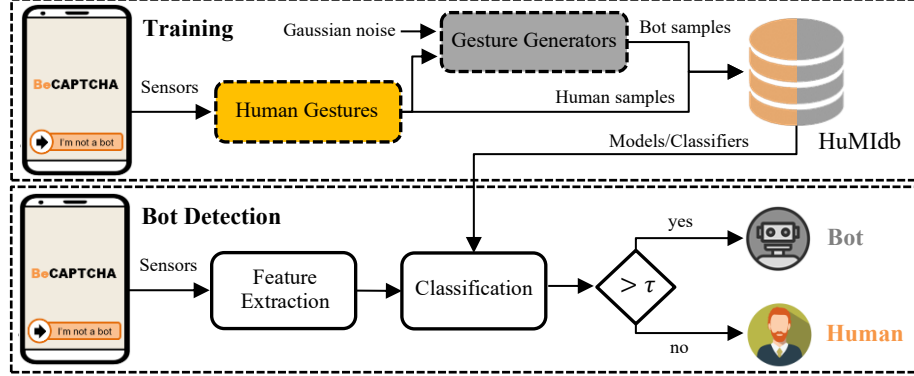 Training
BeCAPTCHA
I'm not a bot
Sensors
Human Gestures
Gaussian noise
Gesture Generators
Bot samples
Human samples
HuMIdb
Models/Classifiers
Bot Detection
BeCAPTCHA
I'm not a bot
Sensors
Feature
Extraction
Classification
> τ
yes
Bot
no
Human